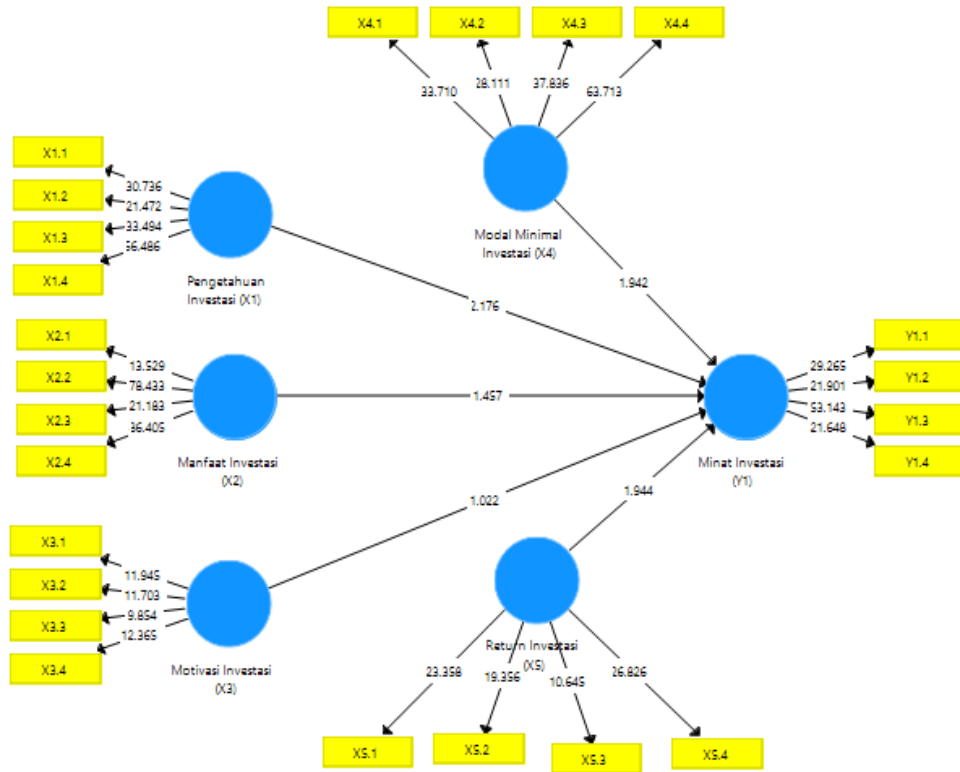 X4.1
X4.2
X4.3
X4.4
33.710
28.111
37.836
63.713
Modal Minimal
Investasi (X4)
X1.1
X1.2
X1.3
X1.4
30.736
21.472
33.494
56.486
Pengetahuan
Investasi (X1)
1.942
2.176
X2.1
X2.2
X2.3
X2.4
13.529
78.433
21.183
36.405
Manfaat Investasi
(X2)
1.457
Y1.1
Y1.2
Y1.3
Y1.4
29.265
21.901
53.143
21.648
Minat Investasi
(Y1)
1.022
1.944
X3.1
X3.2
X3.3
X3.4
11.945
11.703
9.854
12.365
Motivasi Investasi
(X3)
Return Investasi
(X5)
23.358
19.356
10.645
26.826
X5.1
X5.2
X5.3
X5.4